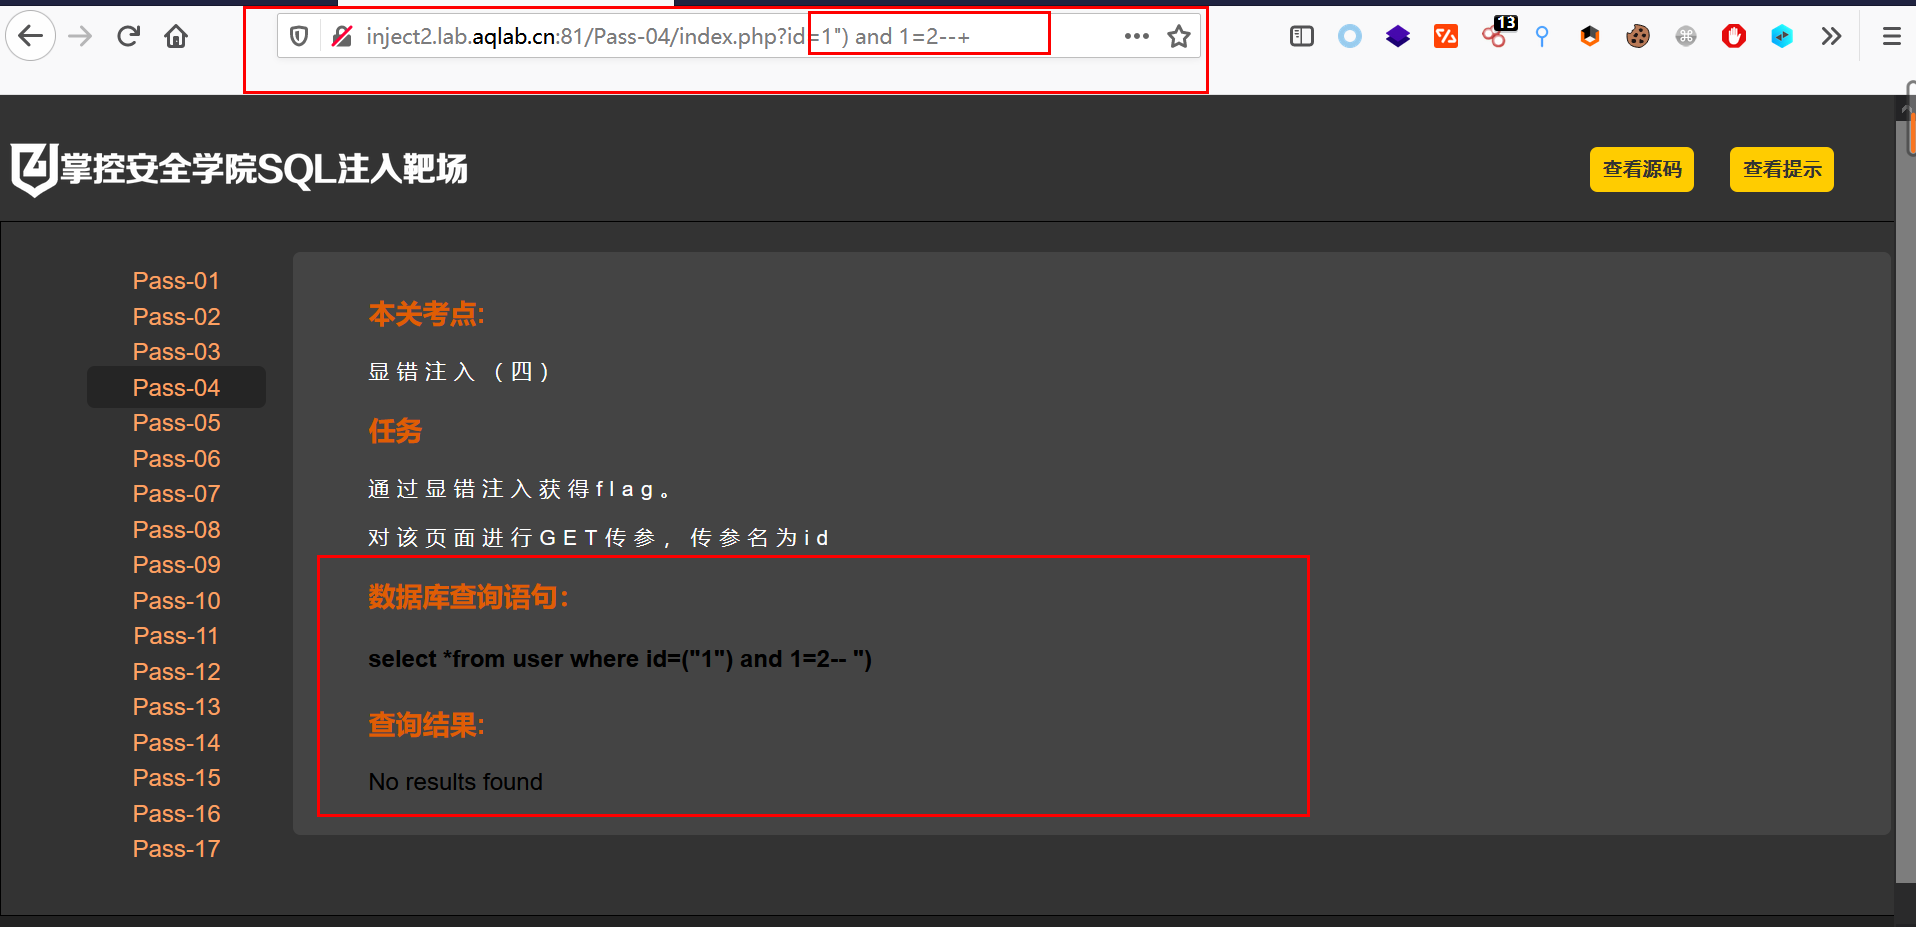 inject2.lab.aqlab.cn:81/Pass-04/index.php?id=1") and 1=2--+
13
掌控安全学院SQL注入靶场
查看源码
查看提示
Pass-01
Pass-02
Pass-03
Pass-04
Pass-05
Pass-06
Pass-07
Pass-08
Pass-09
Pass-10
Pass-11
Pass-12
Pass-13
Pass-14
Pass-15
Pass-16
Pass-17
本关考点:
显错注入（四）
任务
通过显错注入获得flag。
对该页面进行GET传参，传参名为id
数据库查询语句：
select *from user where id=("1") and 1=2-- ")
查询结果:
No results found